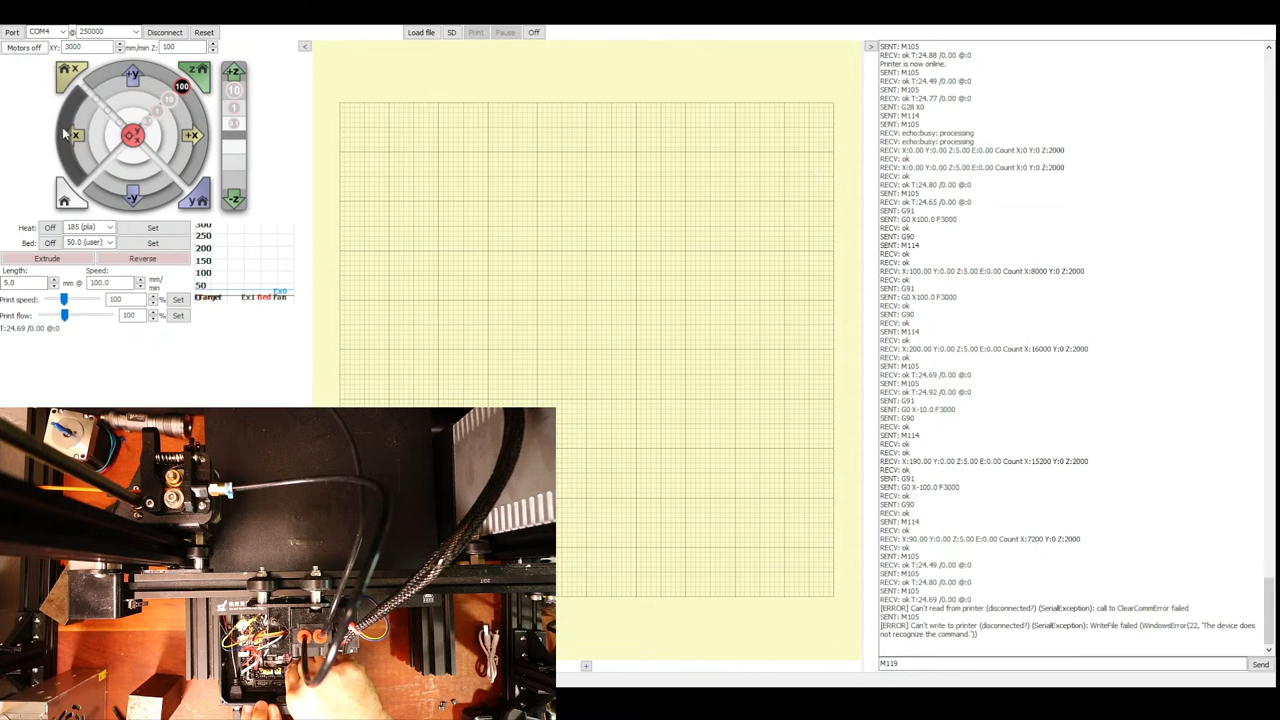 Port COM4 @ 250000 Disconnect Reset
Load file SD Print Pause Off
Motors off XY: 3000 mm/min Z: 100
< >
x +y z 100 10
+z 10 1
x y x +x
-y y -z
Heat: Off 185 (pla) Set
Bed: Off 50.0 (user) Set
Extrude Reverse
Length: Speed:
5.0 mm @ 100.0 mm/
min
Print speed: 100 % Set
Print flow: 100 % Set
T:24.69 /0.00 @:0
300
250
200
150
100
50
Ex0
Target Ex1 Bed Fan
SENT: M105
RECV: ok T:24.88 /0.00 @:0
Printer is now online.
SENT: M105
RECV: ok T:24.49 /0.00 @:0
SENT: M105
RECV: ok T:24.77 /0.00 @:0
SENT: G28 X0
SENT: M114
SENT: M105
RECV: echo:busy: processing
RECV: echo:busy: processing
RECV: X:0.00 Y:0.00 Z:5.00 E:0.00 Count X:0 Y:0 Z:2000
RECV: ok
RECV: X:0.00 Y:0.00 Z:5.00 E:0.00 Count X:0 Y:0 Z:2000
RECV: ok
RECV: ok T:24.80 /0.00 @:0
SENT: M105
RECV: ok T:24.65 /0.00 @:0
SENT: G91
SENT: G0 X100.0 F3000
RECV: ok
SENT: G90
SENT: M114
RECV: ok
RECV: ok
RECV: X:100.00 Y:0.00 Z:5.00 E:0.00 Count X:8000 Y:0 Z:2000
RECV: ok
SENT: G91
SENT: G0 X100.0 F3000
RECV: ok
SENT: G90
RECV: ok
SENT: M114
RECV: ok
RECV: X:200.00 Y:0.00 Z:5.00 E:0.00 Count X:16000 Y:0 Z:2000
RECV: ok
SENT: M105
RECV: ok T:24.69 /0.00 @:0
SENT: M105
RECV: ok T:24.92 /0.00 @:0
SENT: G91
SENT: G0 X-10.0 F3000
RECV: ok
SENT: G90
SENT: M114
RECV: ok
RECV: ok
RECV: X:190.00 Y:0.00 Z:5.00 E:0.00 Count X:15200 Y:0 Z:2000
RECV: ok
SENT: G91
SENT: G0 X-100.0 F3000
RECV: ok
SENT: G90
RECV: ok
SENT: M114
RECV: ok
RECV: X:90.00 Y:0.00 Z:5.00 E:0.00 Count X:7200 Y:0 Z:2000
RECV: ok
SENT: M105
RECV: ok T:24.49 /0.00 @:0
SENT: M105
RECV: ok T:24.80 /0.00 @:0
SENT: M105
RECV: ok T:24.69 /0.00 @:0
[ERROR] Can't read from printer (disconnected?) (SerialException): call to ClearCommError failed
SENT: M105
[ERROR] Can't write to printer (disconnected?) (SerialException): WriteFile failed (WindowsError(22, 'The device does
not recognize the command.'))
M119 Send
+